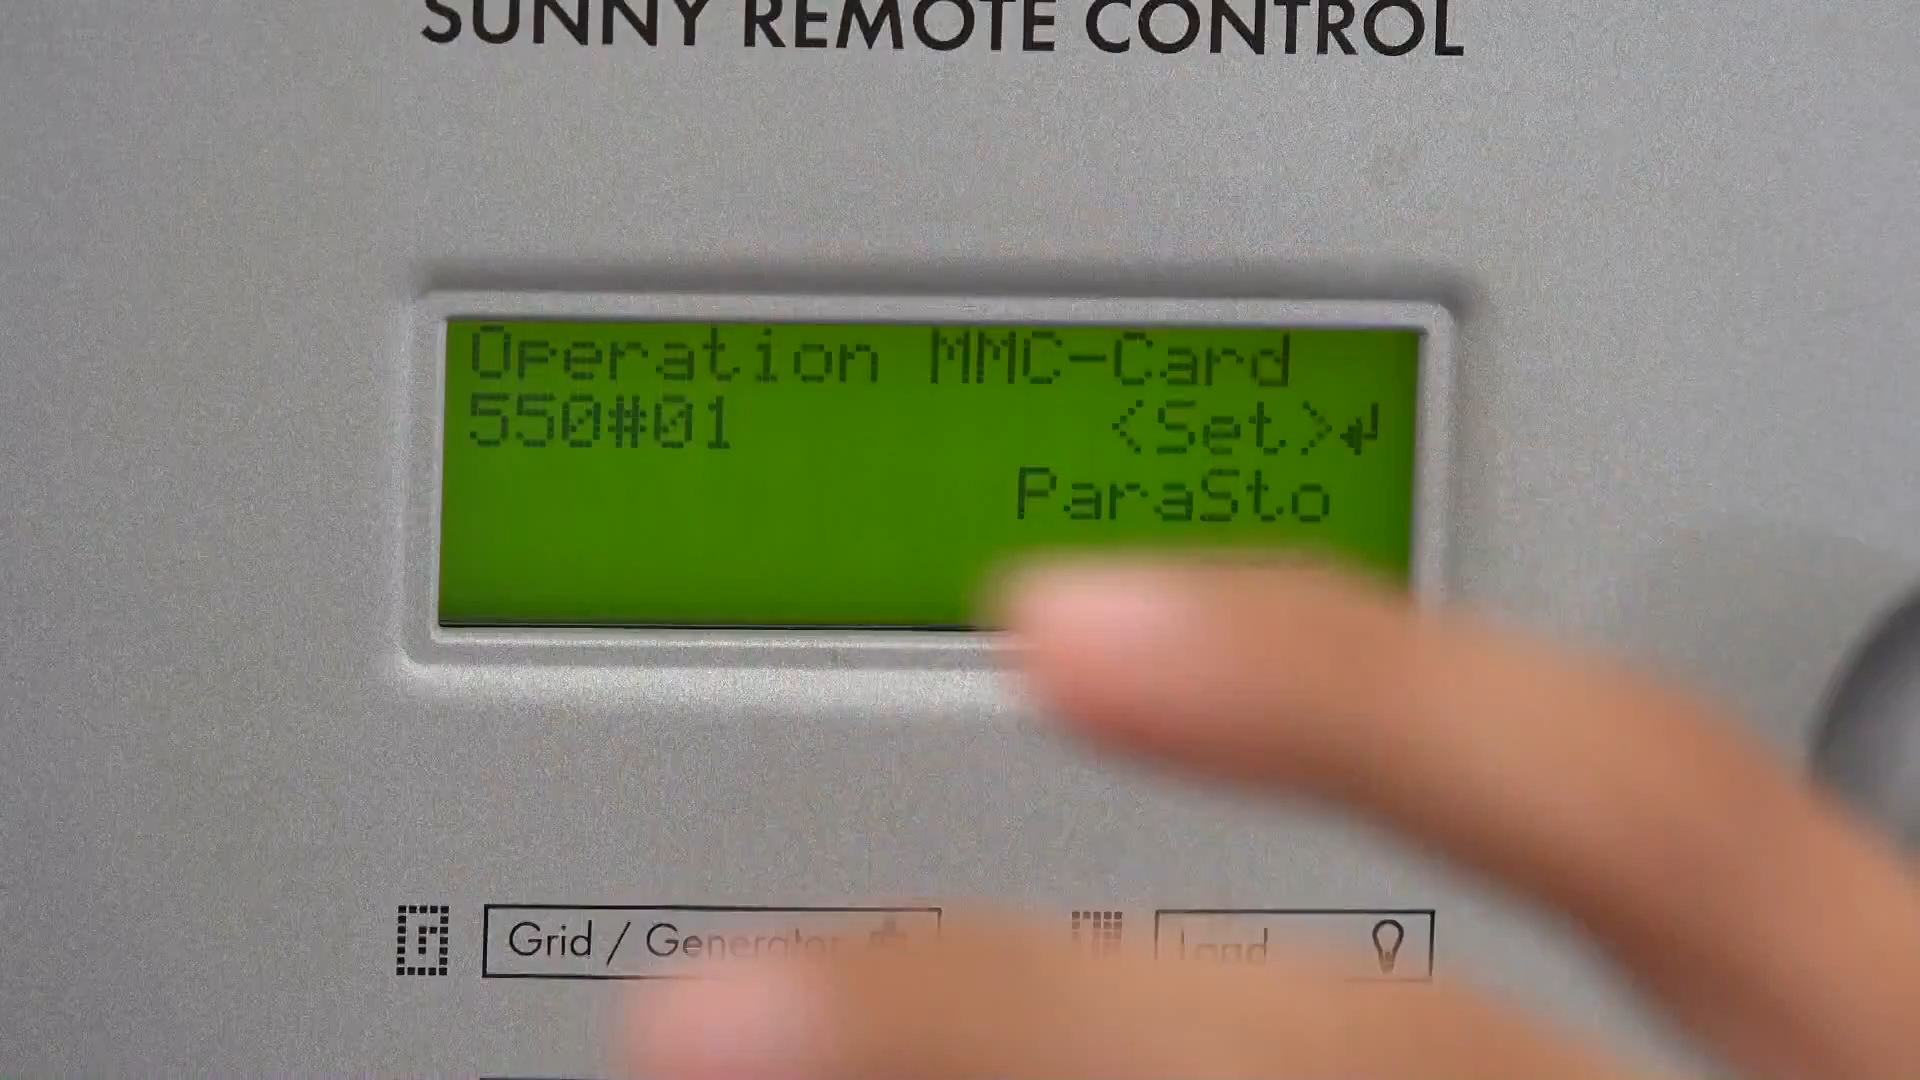 SUNNY REMOTE CONTROL
Operation MMC-Card
550#01 <Set>↵
ParaSto
Grid / Generator
Load